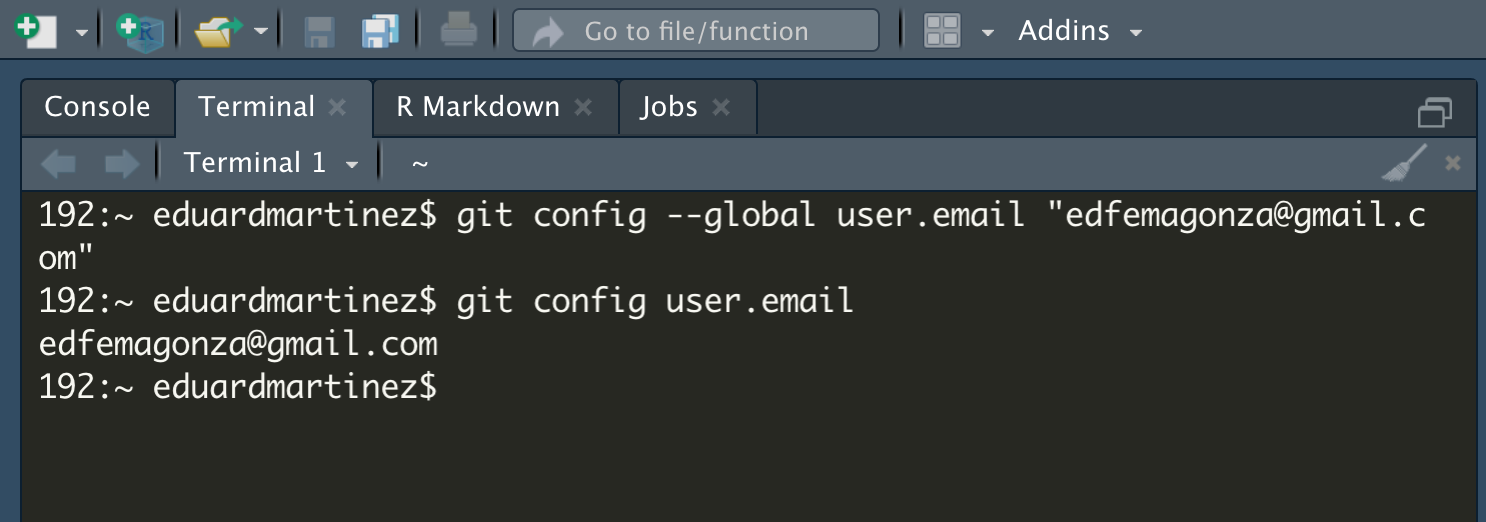 Go to file/function
Addins
Console
Terminal
R Markdown
Jobs
Terminal 1
~
192:~ eduardmartinez$ git config --global user.email "edfemagonza@gmail.c
om"
192:~ eduardmartinez$ git config user.email
edfemagonza@gmail.com
192:~ eduardmartinez$